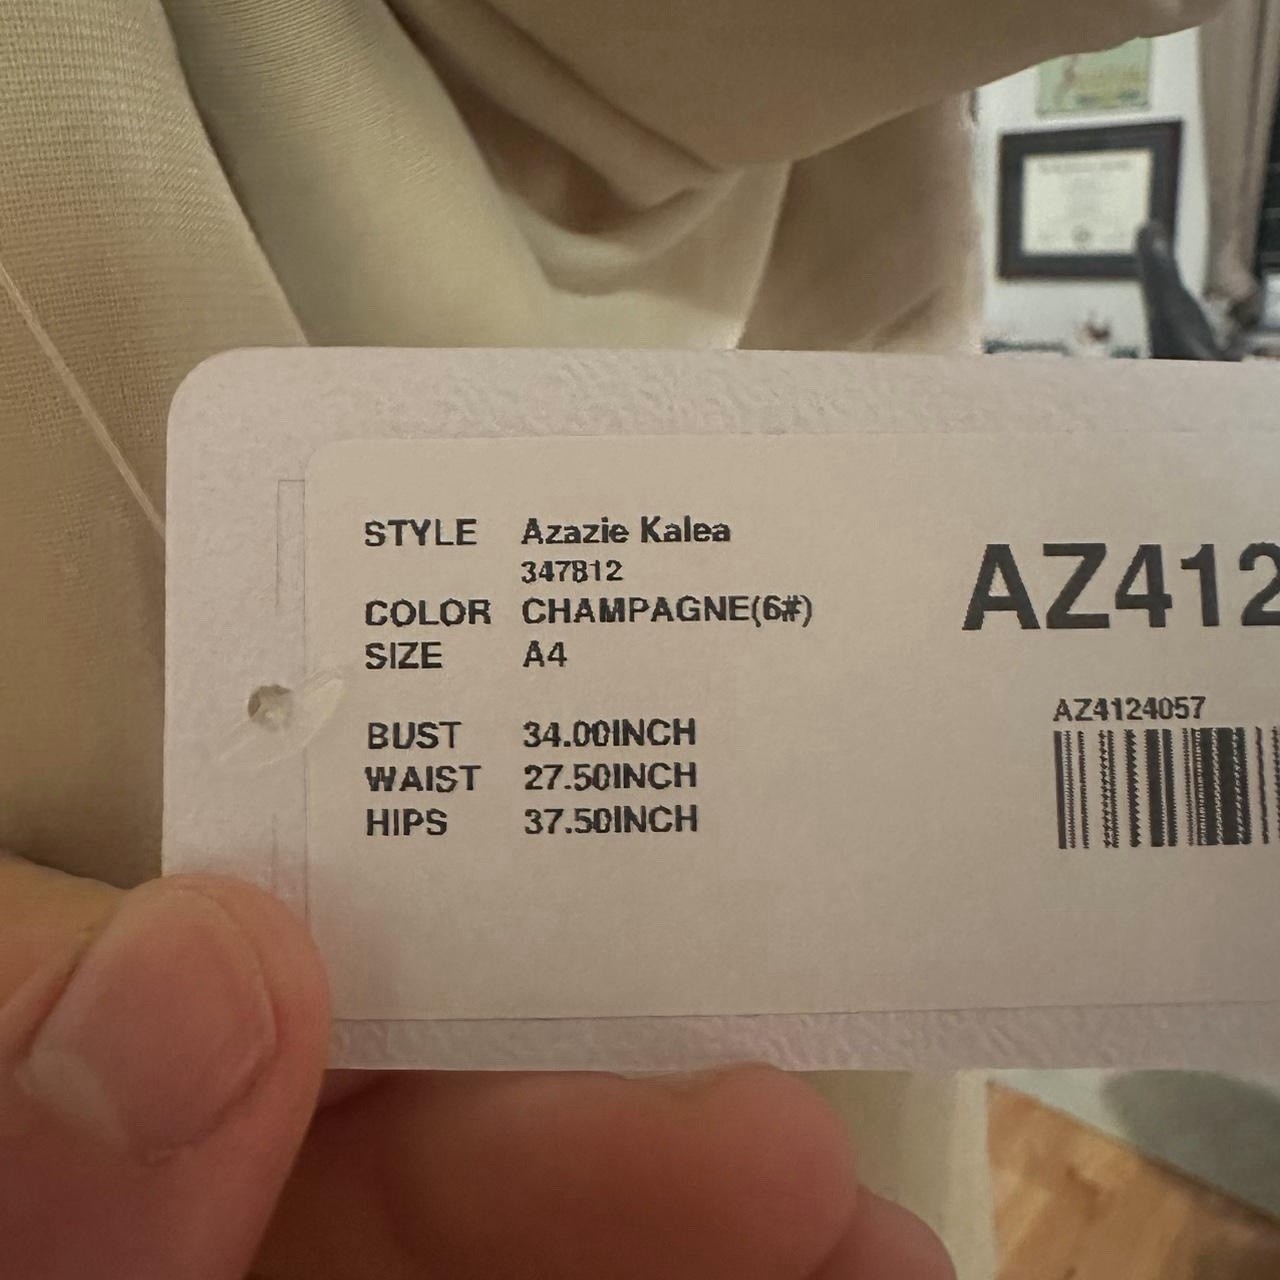 STYLE Azazie Kalea
347812
COLOR CHAMPAGNE(6#)
SIZE A4
BUST 34.00INCH
WAIST 27.50INCH
HIPS 37.50INCH
AZ412
AZ4124057